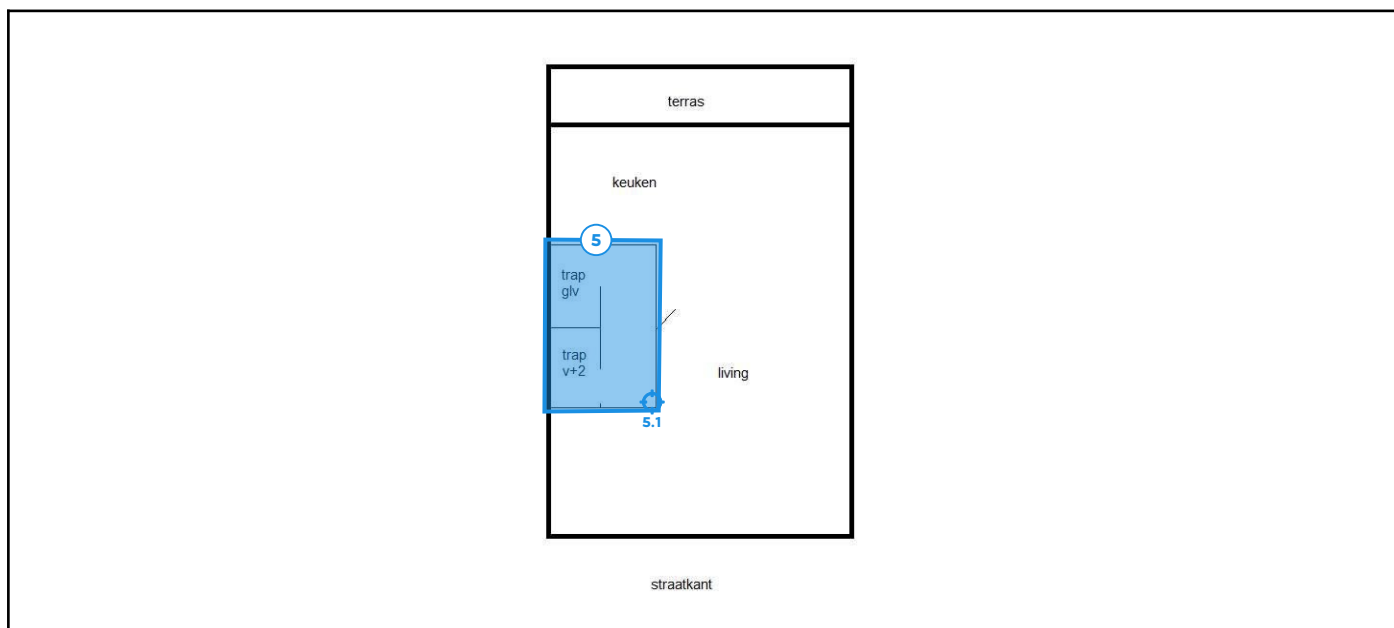 terras
keuken
5
trap
glv
trap
v+2
living
5.1
straatkant